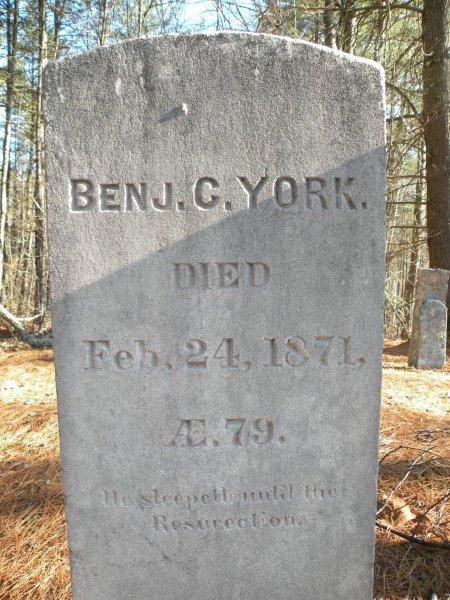 BENJ. C. YORK.
DIED
Feb. 24, 1871,
Æ. 79.
He sleepeth until the
Resurrection.